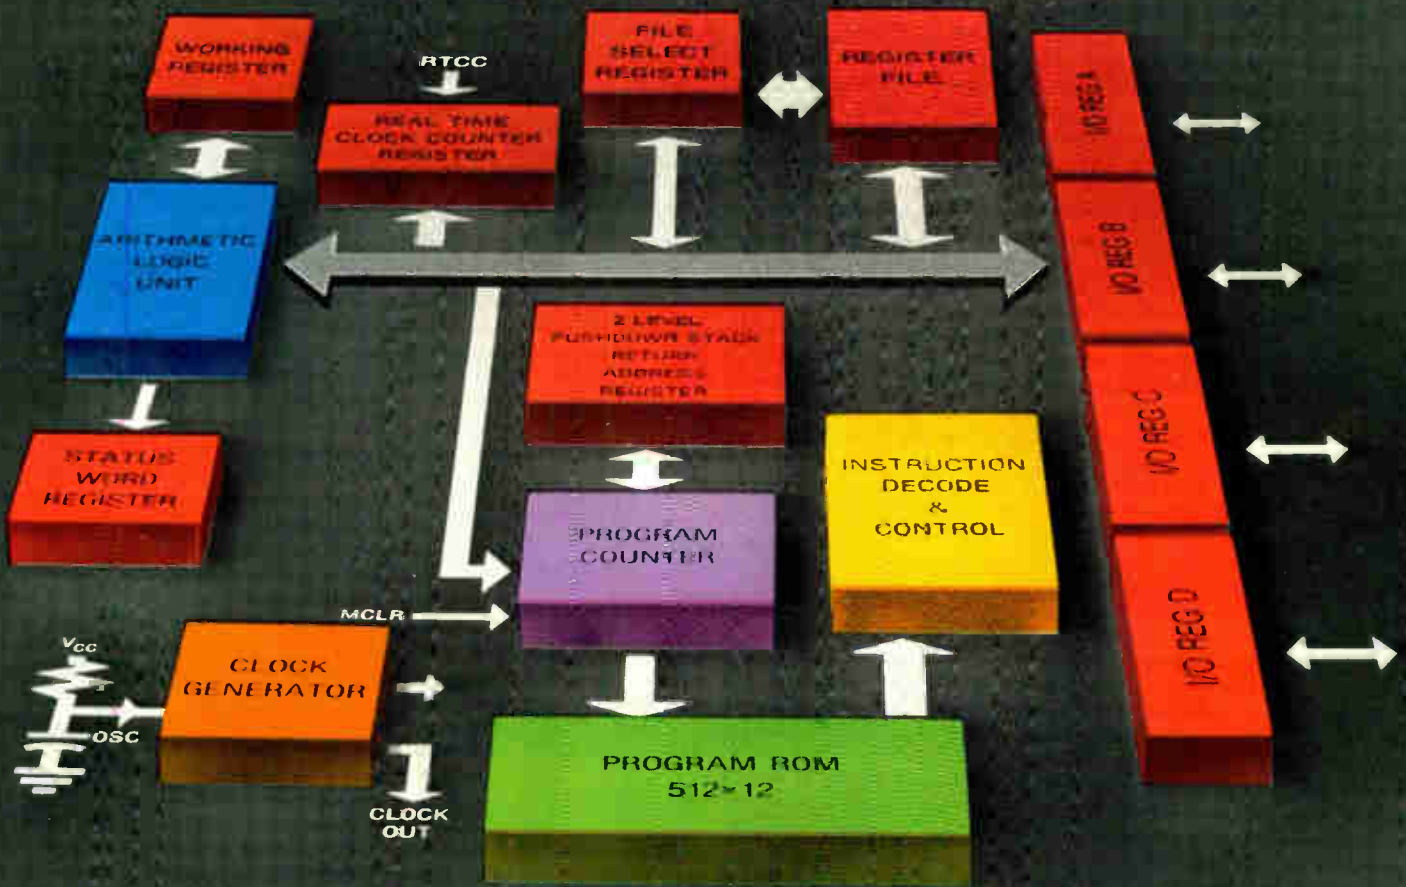 WORKING
REGISTER
RTCC
REAL TIME
CLOCK COUNTER
REGISTER
FILE
SELECT
REGISTER
REGISTER
FILE
I/O REG A
I/O REG B
I/O REG C
I/O REG D
ARITHMETIC
LOGIC
UNIT
2 LEVEL
PUSHDOWN STACK
RETURN
ADDRESS
REGISTER
STATUS
WORD
REGISTER
PROGRAM
COUNTER
INSTRUCTION
DECODE
&
CONTROL
MCLR
VCC
OSC
CLOCK
GENERATOR
CLOCK
OUT
PROGRAM ROM
512×12